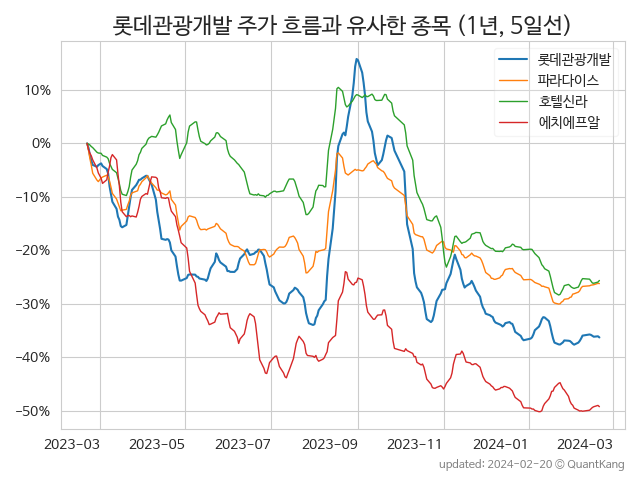 롯데관광개발 주가 흐름과 유사한 종목 (1년, 5일선)
롯데관광개발
파라다이스
호텔신라
에치에프알
10%
0%
−10%
−20%
−30%
−40%
−50%
2023-03 2023-05 2023-07 2023-09 2023-11 2024-01 2024-03
updated: 2024-02-20 © QuantKang